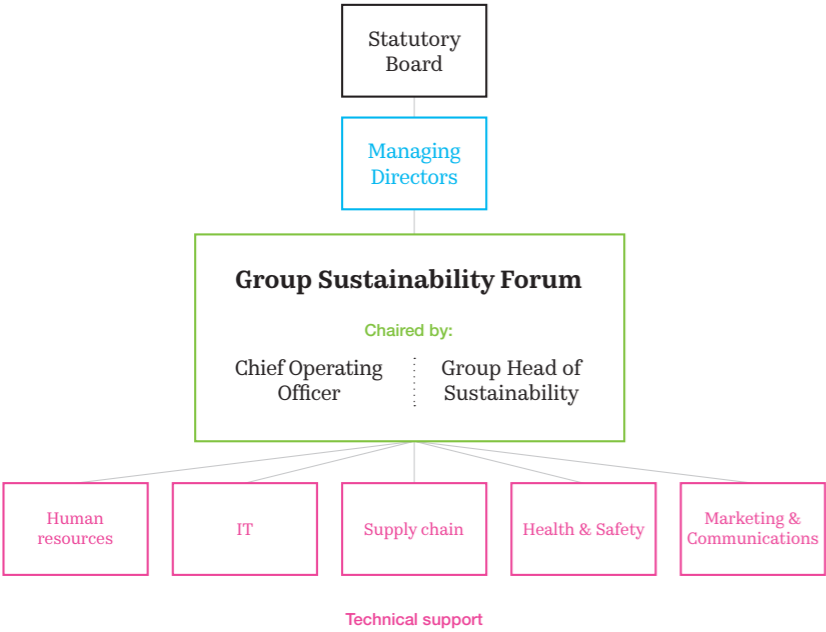 Statutory
Board
Managing
Directors
Group Sustainability Forum
Chaired by:
Chief Operating
Officer
Group Head of
Sustainability
Human
resources
IT
Supply chain
Health & Safety
Marketing &
Communications
Technical support